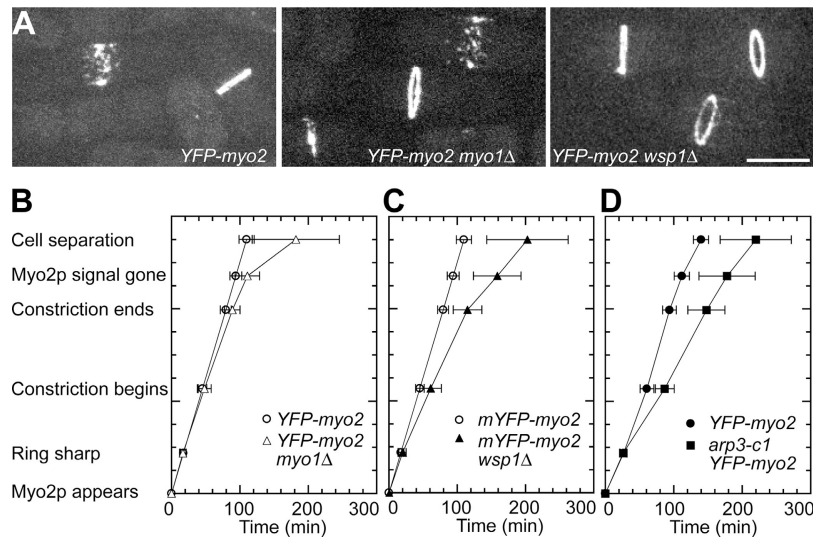 A
YFP-myo2
YFP-myo2 myo1Δ
YFP-myo2 wsp1Δ
B
C
D
Cell separation
Myo2p signal gone
Constriction ends
Constriction begins
Ring sharp
Myo2p appears
YFP-myo2
YFP-myo2
myo1Δ
mYFP-myo2
mYFP-myo2
wsp1Δ
YFP-myo2
arp3-c1
YFP-myo2
0 100 200 300
0 100 200 300
0 100 200 300
Time (min)
Time (min)
Time (min)